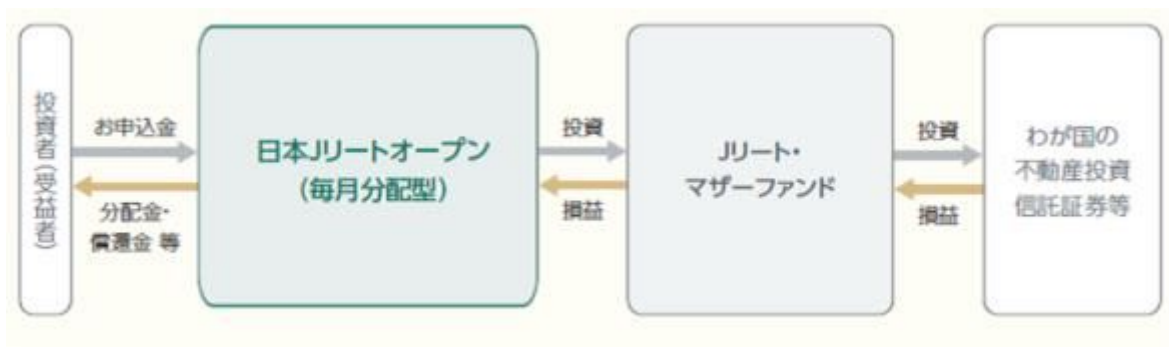 投資者(受益者)
お申込金
分配金・
償還金 等
日本Jリートオープン
(毎月分配型)
投資
損益
Jリート・
マザーファンド
投資
損益
わが国の
不動産投資
信託証券等